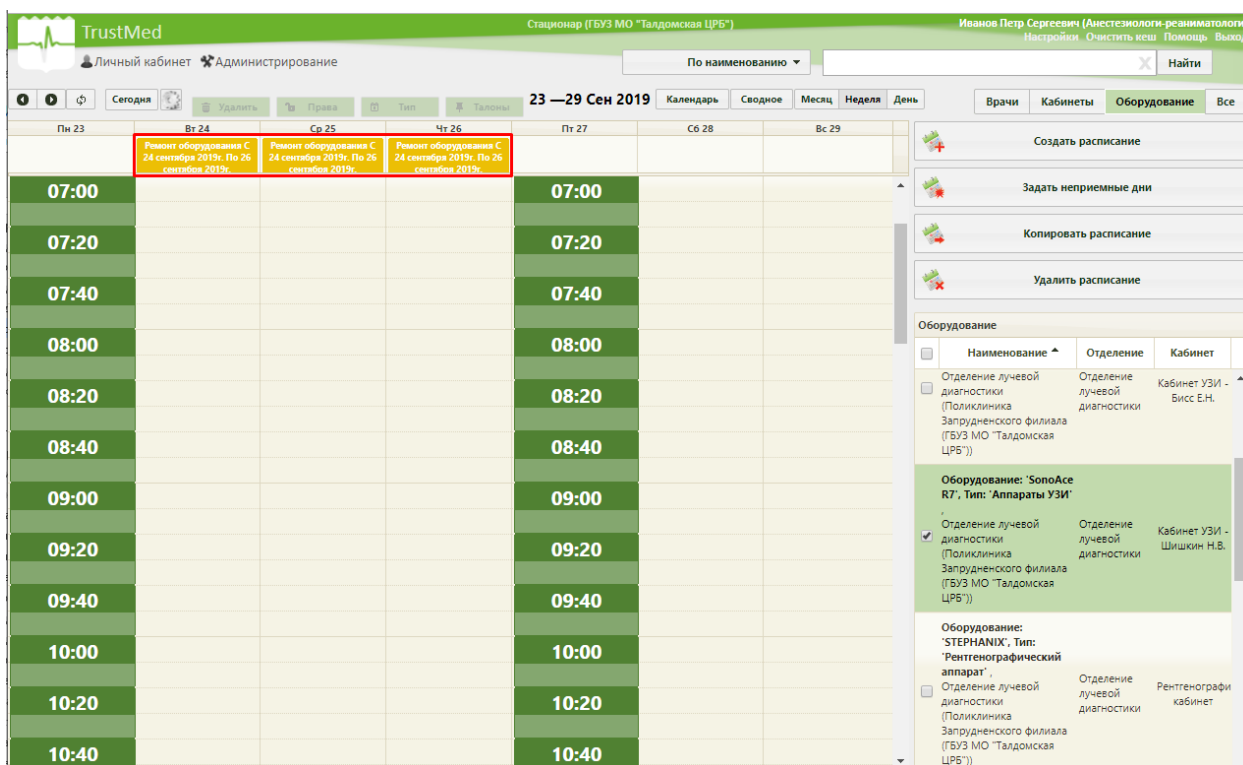 TrustMed
Стационар (ГБУЗ МО "Талдомская ЦРБ")
Иванов Петр Сергеевич (Анестезиологи-реаниматологи
Настройки Очистить кеш Помощь Выход
Личный кабинет Администрирование
По наименованию
X
Найти
Сегодня
Удалить
Права
Тип
Талоны
23 —29 Сен 2019
Календарь
Сводное
Месяц
Неделя
День
Врачи
Кабинеты
Оборудование
Все
Пн 23
Вт 24
Ср 25
Чт 26
Пт 27
Сб 28
Вс 29
Ремонт оборудования С
24 сентября 2019г. По 26
сентября 2019г.
Ремонт оборудования С
24 сентября 2019г. По 26
сентября 2019г.
Ремонт оборудования С
24 сентября 2019г. По 26
сентября 2019г.
07:00
07:00
07:20
07:20
07:40
07:40
08:00
08:00
08:20
08:20
08:40
08:40
09:00
09:00
09:20
09:20
09:40
09:40
10:00
10:00
10:20
10:20
10:40
10:40
Создать расписание
Задать неприемные дни
Копировать расписание
Удалить расписание
Оборудование
Наименование
Отделение
Кабинет
Отделение лучевой
диагностики
(Поликлиника
Запрудненского филиала
(ГБУЗ МО "Талдомская
ЦРБ"))
Отделение
лучевой
диагностики
Кабинет УЗИ -
Бисс Е.Н.
Оборудование: 'SonoAce
R7', Тип: 'Аппараты УЗИ'
,
Отделение лучевой
диагностики
(Поликлиника
Запрудненского филиала
(ГБУЗ МО "Талдомская
ЦРБ"))
Отделение
лучевой
диагностики
Кабинет УЗИ -
Шишкин Н.В.
Оборудование:
'STEPHANIX', Тип:
'Рентгенографический
аппарат' ,
Отделение лучевой
диагностики
(Поликлиника
Запрудненского филиала
(ГБУЗ МО "Талдомская
ЦРБ"))
Отделение
лучевой
диагностики
Рентгенографи
кабинет